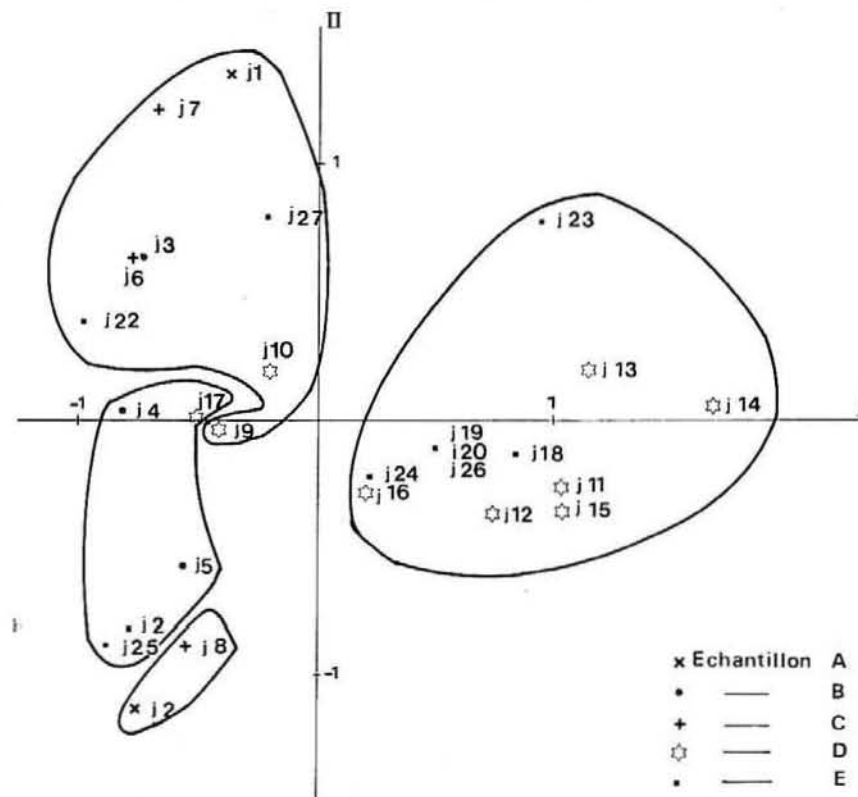 II
j1
j7
1
j27
j23
j3
j6
j22
j10
j13
j17
-1
j4
1
j14
j9
j19
j20
j18
j26
j24
j11
j16
j12
j15
j5
j2
j25
j8
-1
j2
x Echantillon A
• — B
+ — C
✡ — D
▪ — E